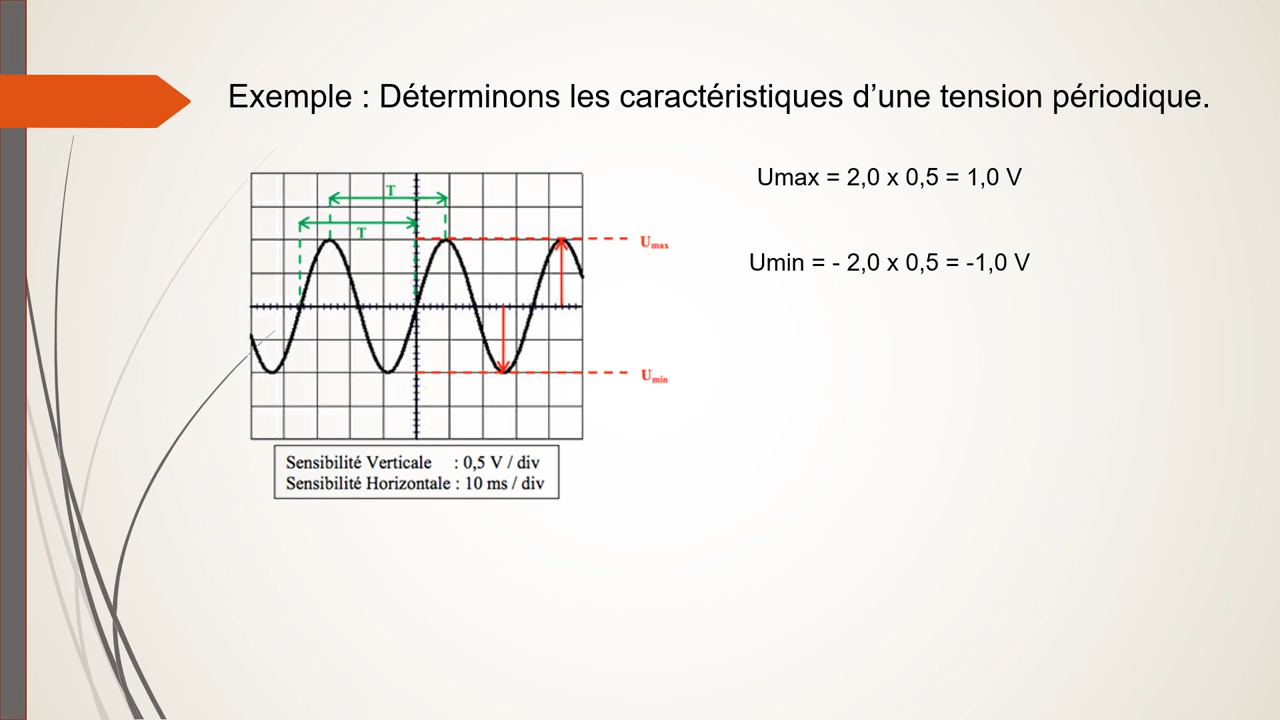 Exemple : Déterminons les caractéristiques d’une tension périodique.
T
T
Umax
Umin
Sensibilité Verticale : 0,5 V / div
Sensibilité Horizontale : 10 ms / div
Umax = 2,0 x 0,5 = 1,0 V
Umin = - 2,0 x 0,5 = -1,0 V